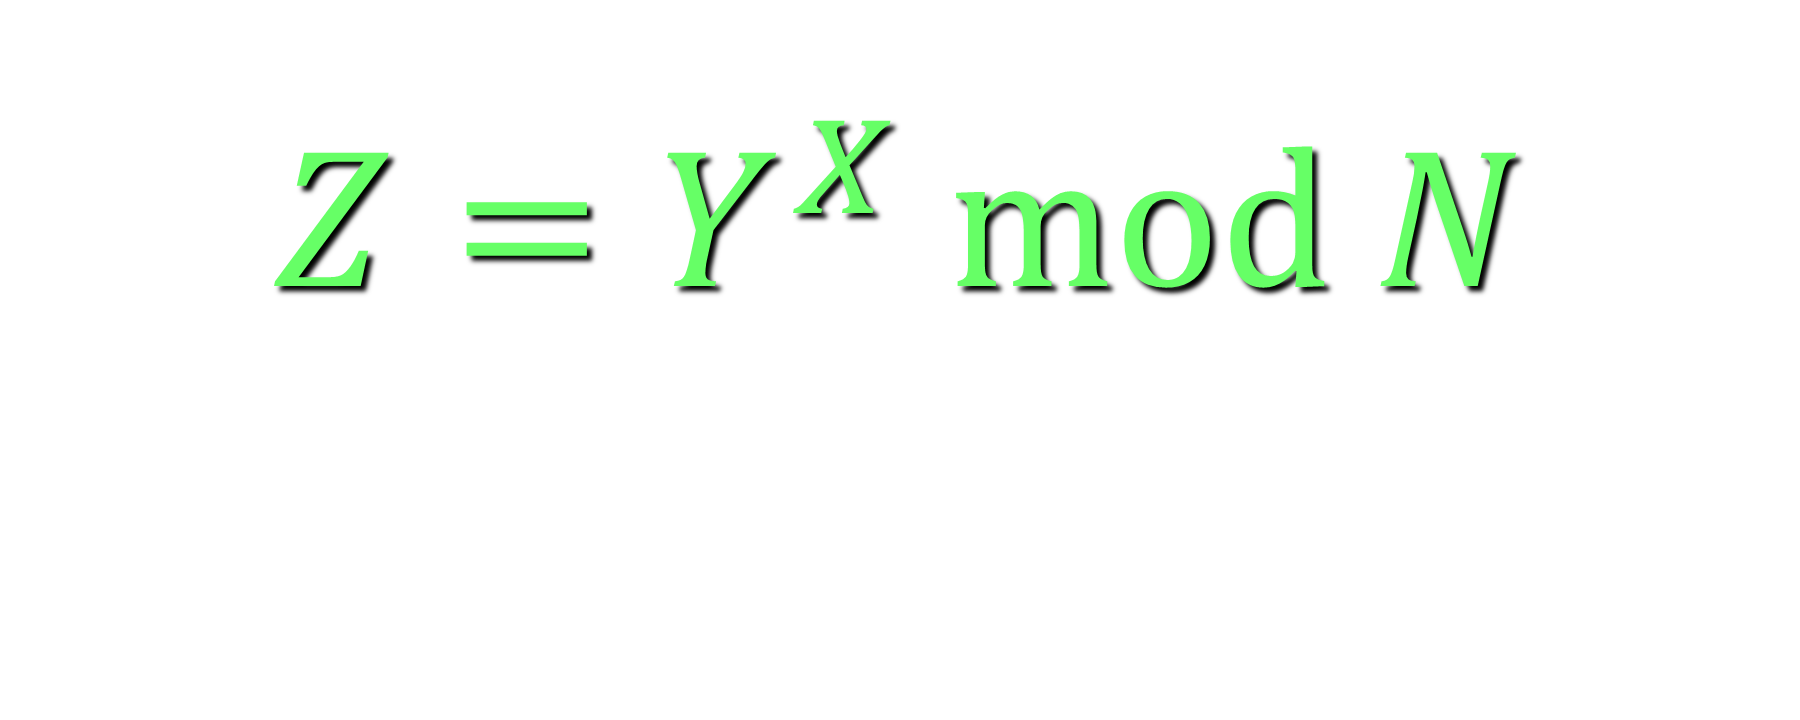 Z = Y^X mod N